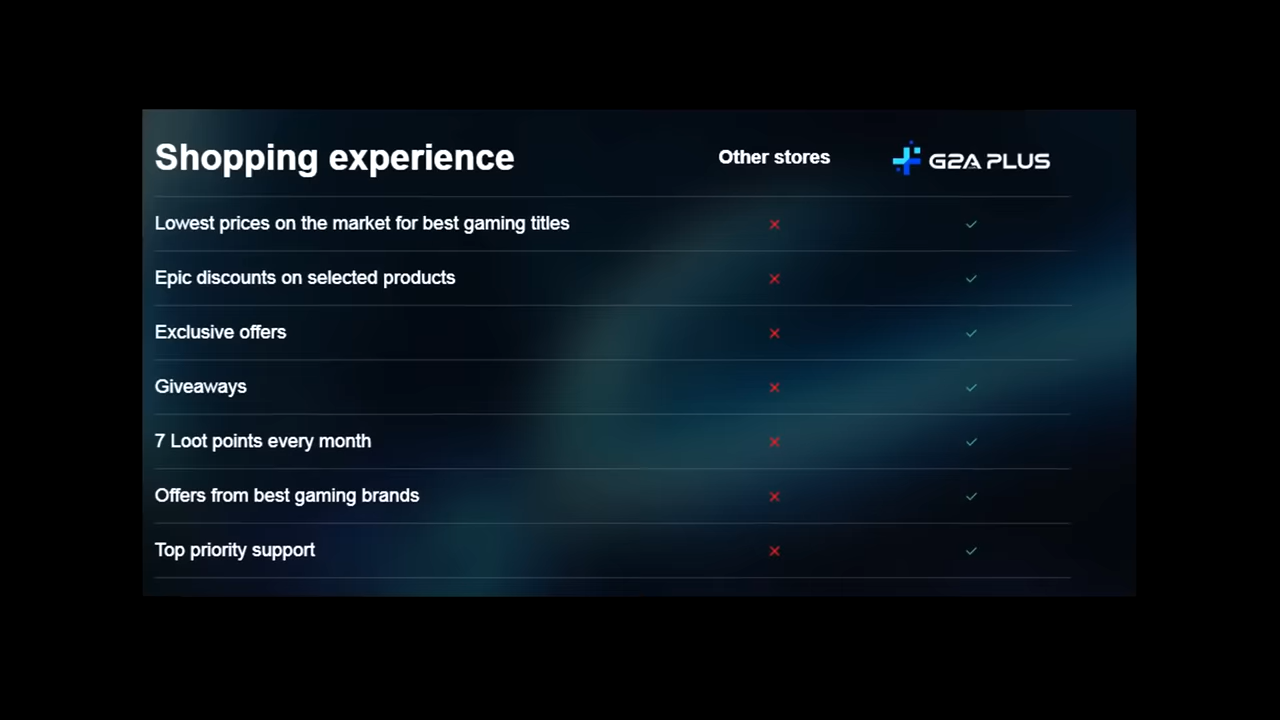 Shopping experience Other stores G2A PLUS
Lowest prices on the market for best gaming titles
Epic discounts on selected products
Exclusive offers
Giveaways
7 Loot points every month
Offers from best gaming brands
Top priority support